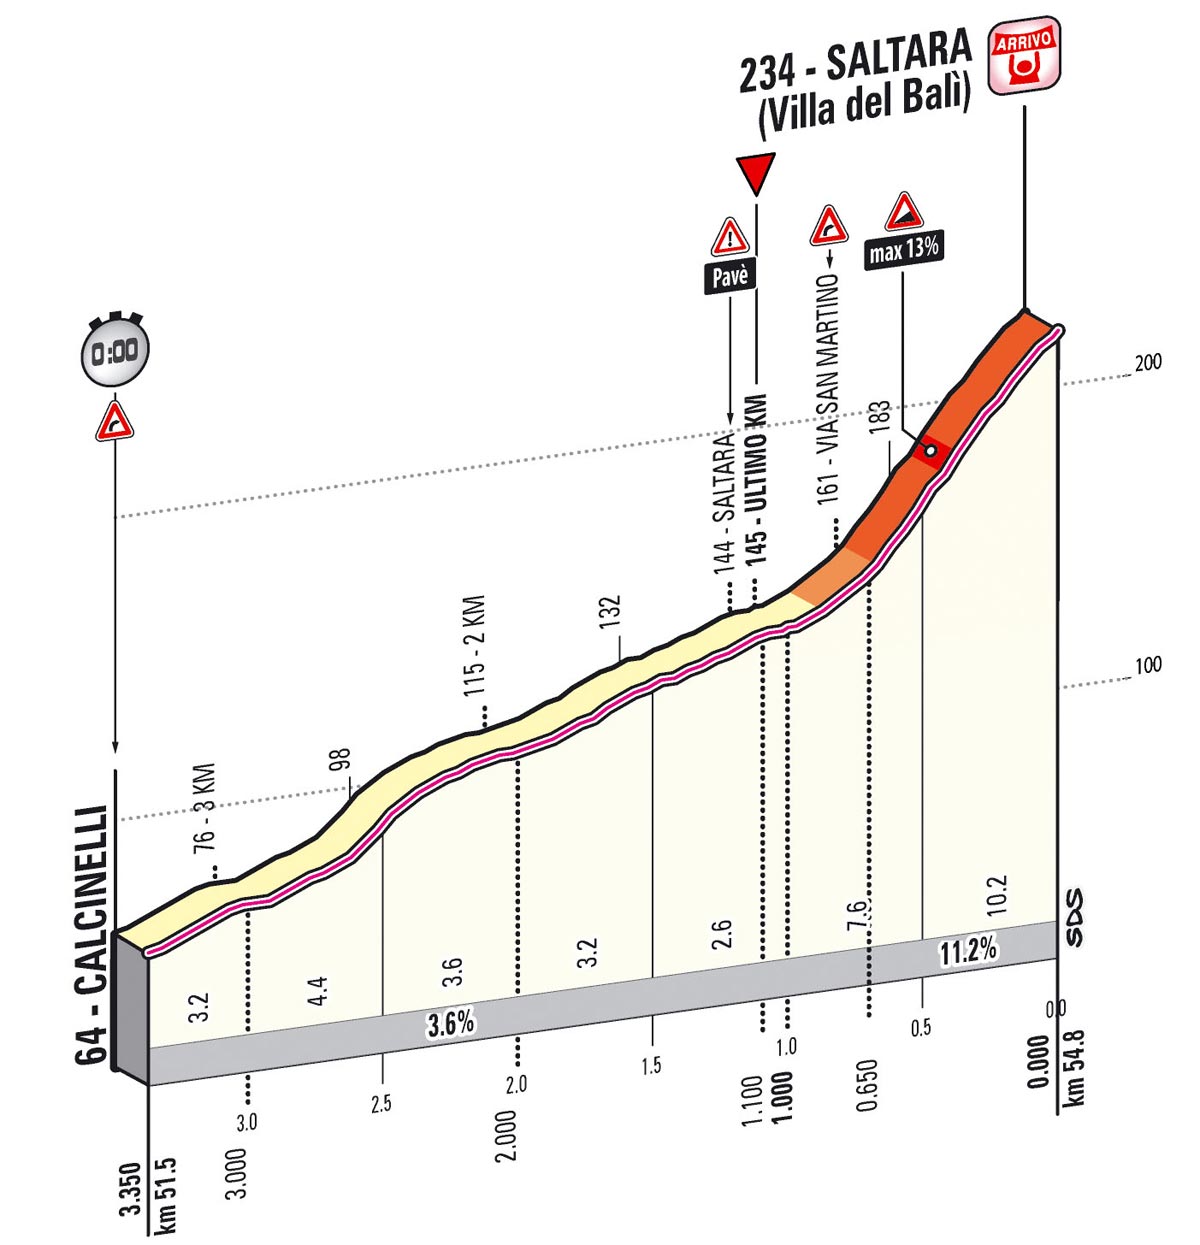 234 - SALTARA
(Villa del Balì)
ARRIVO
Pavè
max 13%
0:00
200
100
64 - CALCINELLI
76 - 3 KM
98
115 - 2 KM
132
144 - SALTARA
145 - ULTIMO KM
161 - VIA SAN MARTINO
183
3.2
4.4
3.6
3.2
2.6
7.6
10.2
3.6%
11.2%
SDS
3.0
2.5
2.0
1.5
1.0
0.5
0.0
3.350
km 51.5
3.000
2.000
1.100
1.000
0.650
0.000
km 54.8